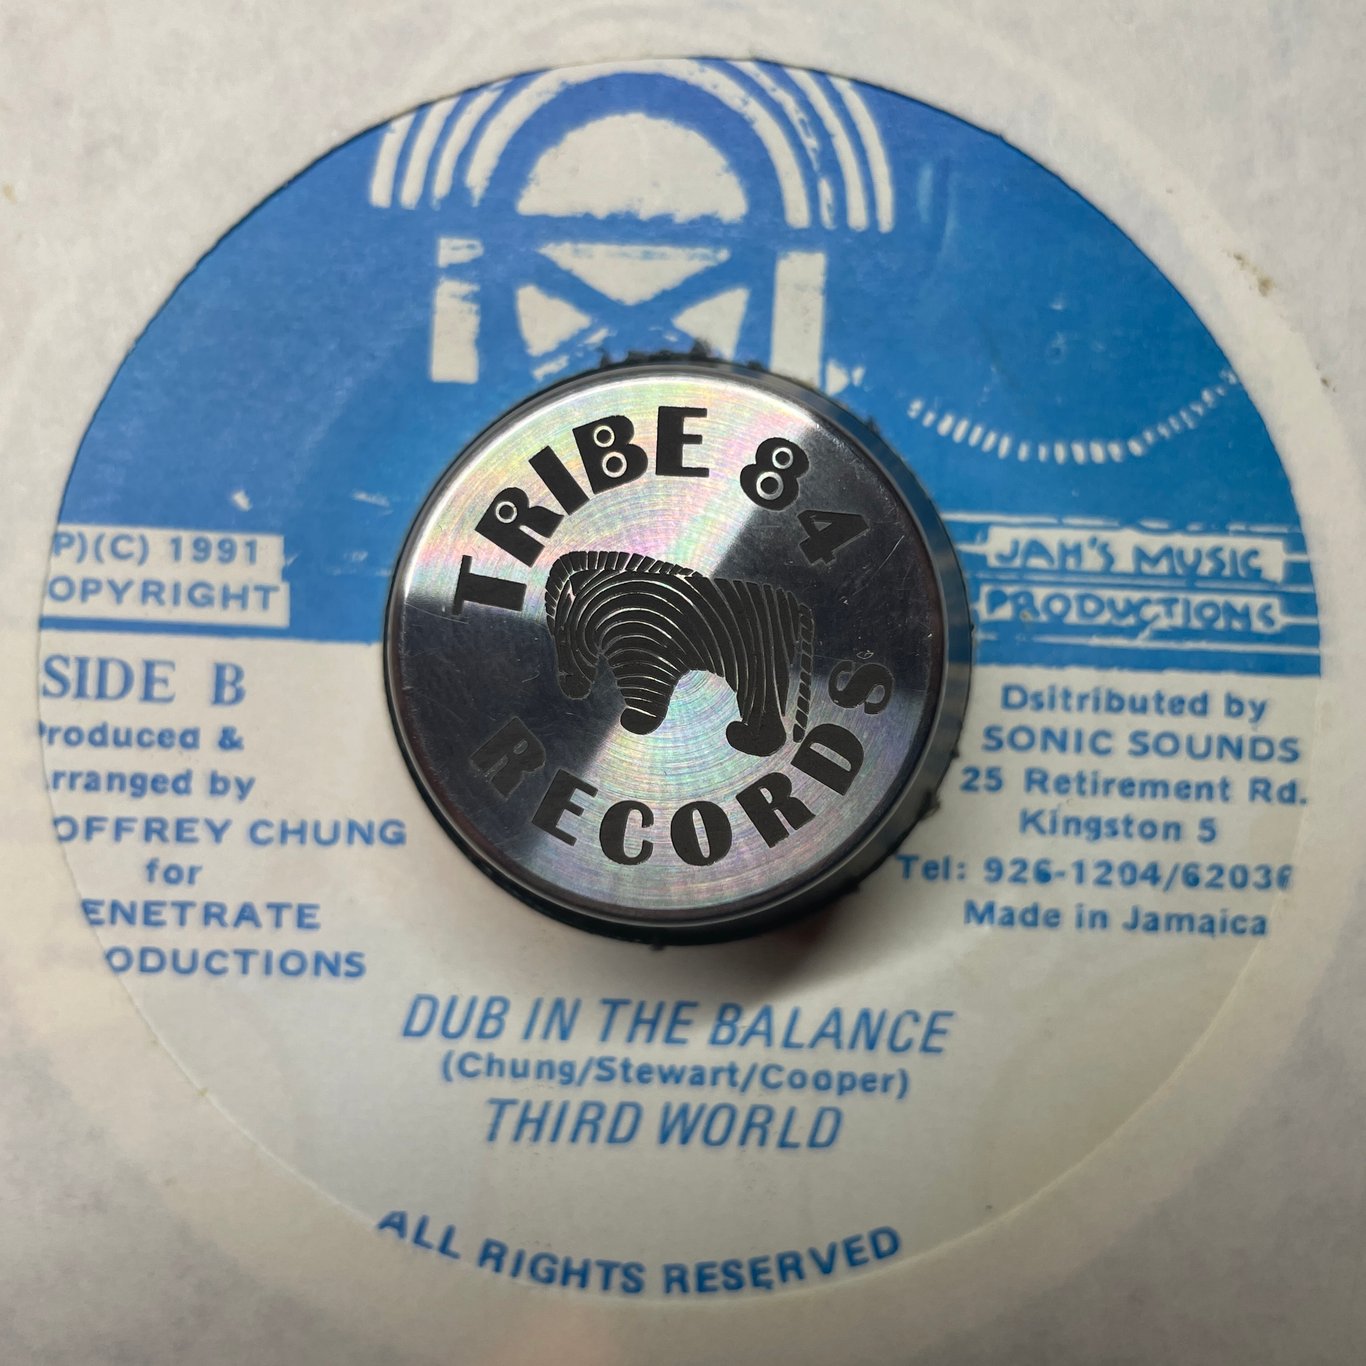 TRIBE 84
RECORDS
P)(C) 1991
OPYRIGHT
SIDE B
roduced &
rranged by
OFFREY CHUNG
for
ENETRATE
ODUCTIONS
JAH'S MUSIC
PRODUCTIONS
Dsitributed by
SONIC SOUNDS
25 Retirement Rd.
Kingston 5
Tel: 926-1204/62036
Made in Jamaica
DUB IN THE BALANCE
(Chung/Stewart/Cooper)
THIRD WORLD
ALL RIGHTS RESERVED